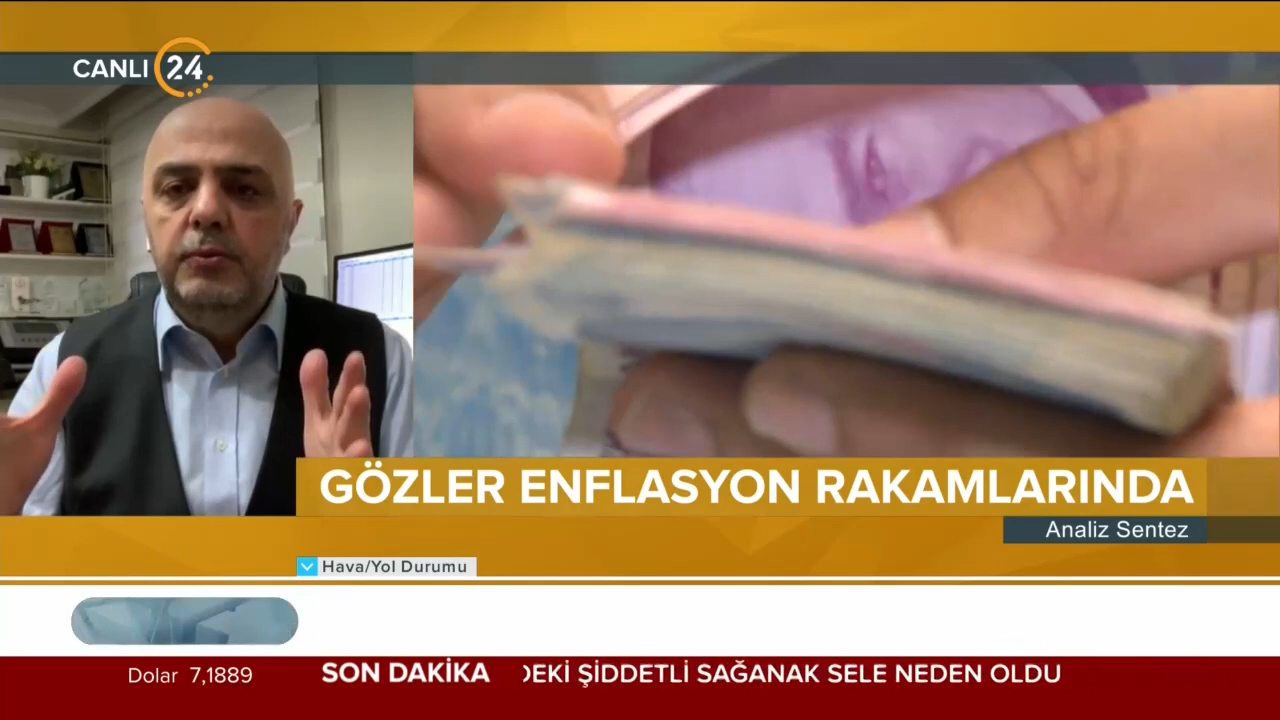 CANLI 24
GÖZLER ENFLASYON RAKAMLARINDA
Analiz Sentez
Hava/Yol Durumu
Dolar 7,1889
SON DAKİKA
DEKİ ŞİDDETLİ SAĞANAK SELE NEDEN OLDU